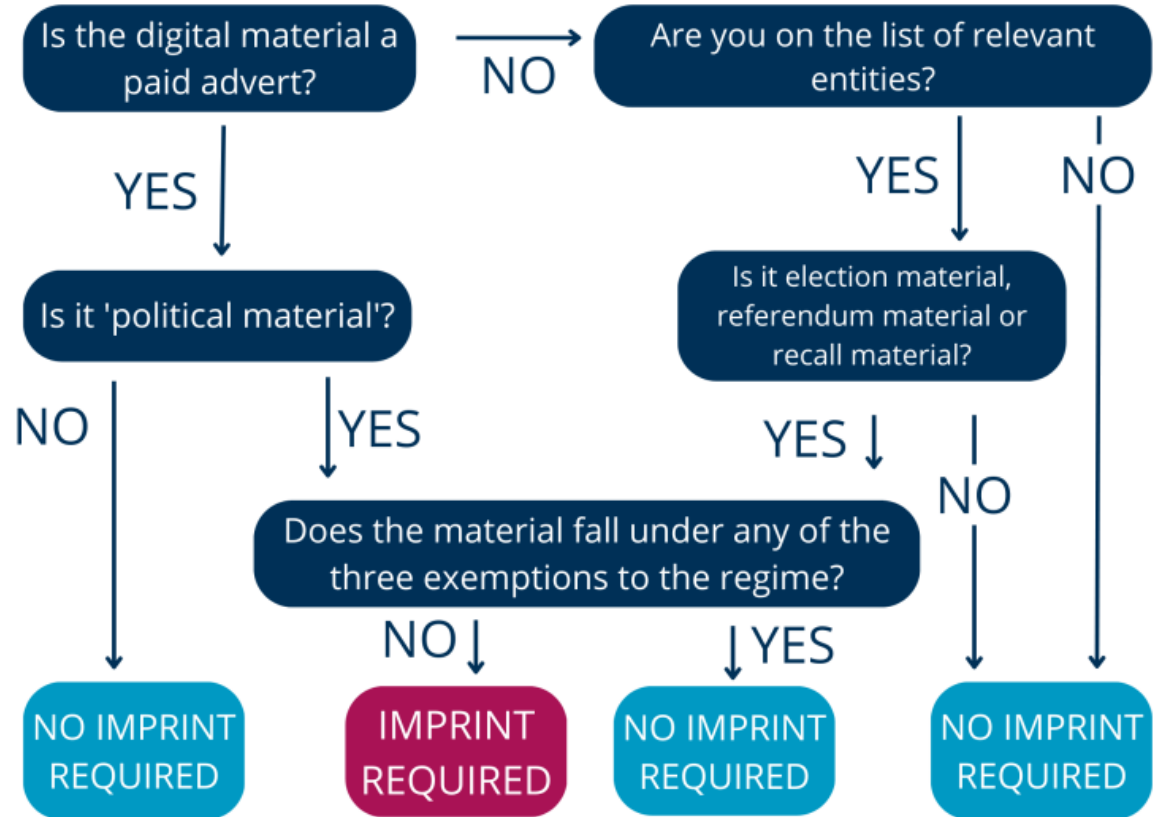 Is the digital material a
paid advert?
NO
Are you on the list of relevant
entities?
YES
YES
NO
Is it 'political material'?
Is it election material,
referendum material or
recall material?
NO
YES
YES
NO
Does the material fall under any of the
three exemptions to the regime?
NO
YES
NO IMPRINT
REQUIRED
IMPRINT
REQUIRED
NO IMPRINT
REQUIRED
NO IMPRINT
REQUIRED